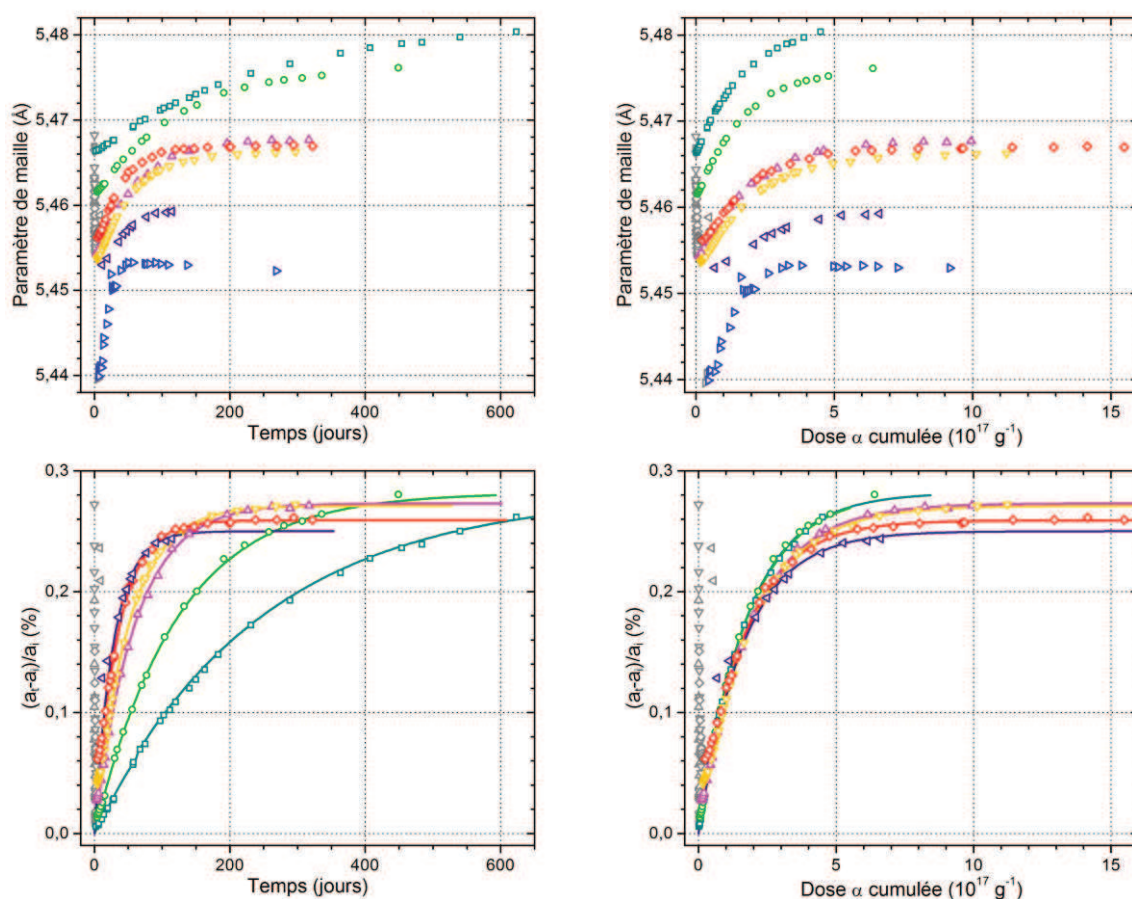 5,48
5,47
5,46
5,45
5,44
Paramètre de maille (Å)
0 200 400 600
Temps (jours)
5,48
5,47
5,46
5,45
5,44
Paramètre de maille (Å)
0 5 10 15
Dose α cumulée (10¹⁷ g⁻¹)
0,3
0,2
0,1
0,0
(aₜ-aᵢ)/aᵢ (%)
0 200 400 600
Temps (jours)
0,3
0,2
0,1
0,0
(aₜ-aᵢ)/aᵢ (%)
0 5 10 15
Dose α cumulée (10¹⁷ g⁻¹)